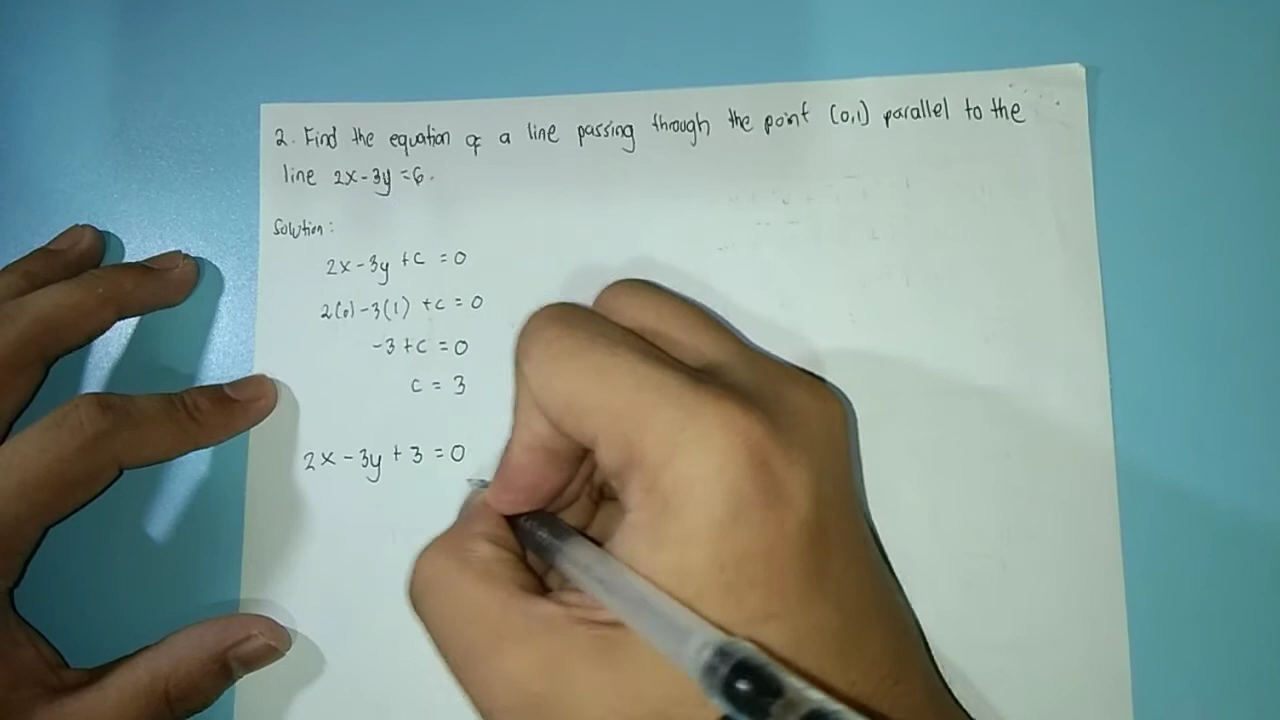 2. Find the equation of a line passing through the point (0,1) parallel to the
line 2x-3y=6.
Solution:
2x-3y+c=0
2(0)-3(1)+c=0
-3+c=0
c=3
2x-3y+3=0